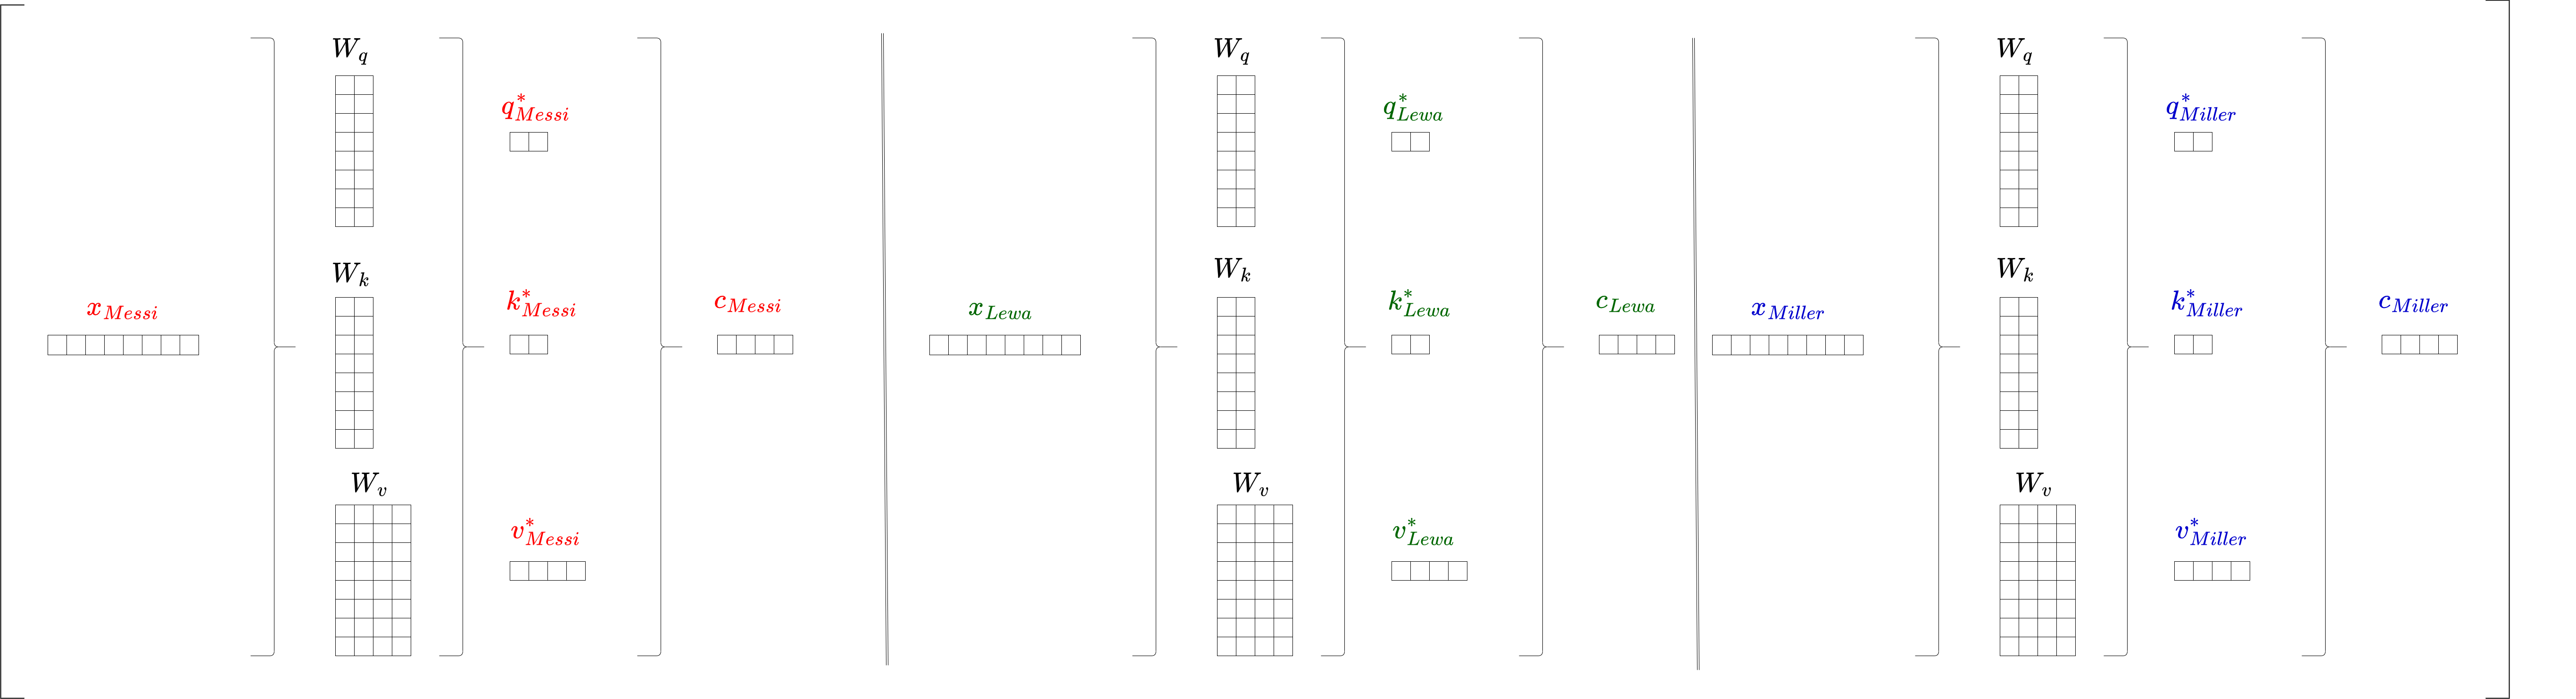 W_q
q^*_{Messi}
W_k
x_{Messi}
k^*_{Messi}
c_{Messi}
W_v
v^*_{Messi}
W_q
q^*_{Lewa}
W_k
x_{Lewa}
k^*_{Lewa}
c_{Lewa}
W_v
v^*_{Lewa}
W_q
q^*_{Miller}
W_k
x_{Miller}
k^*_{Miller}
c_{Miller}
W_v
v^*_{Miller}